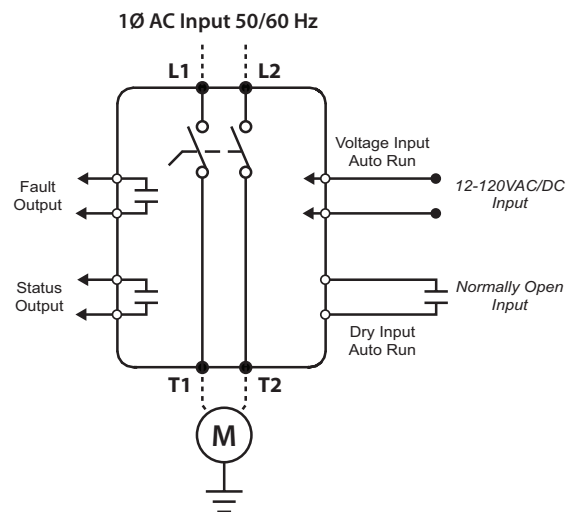 1Ø AC Input 50/60 Hz
L1
L2
Voltage Input
Auto Run
Fault
Output
12-120VAC/DC
Input
Status
Output
Normally Open
Input
Dry Input
Auto Run
T1
T2
M